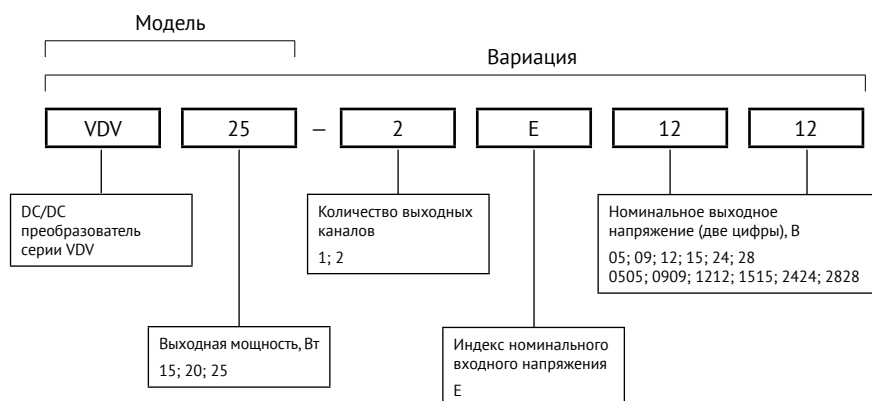 Модель
Вариация
VDV
25
–
2
Е
12
12
DC/DC
преобразователь
серии VDV
Количество выходных
каналов
1; 2
Номинальное выходное
напряжение (две цифры), В
05; 09; 12; 15; 24; 28
0505; 0909; 1212; 1515; 2424; 2828
Выходная мощность, Вт
15; 20; 25
Индекс номинального
входного напряжения
Е